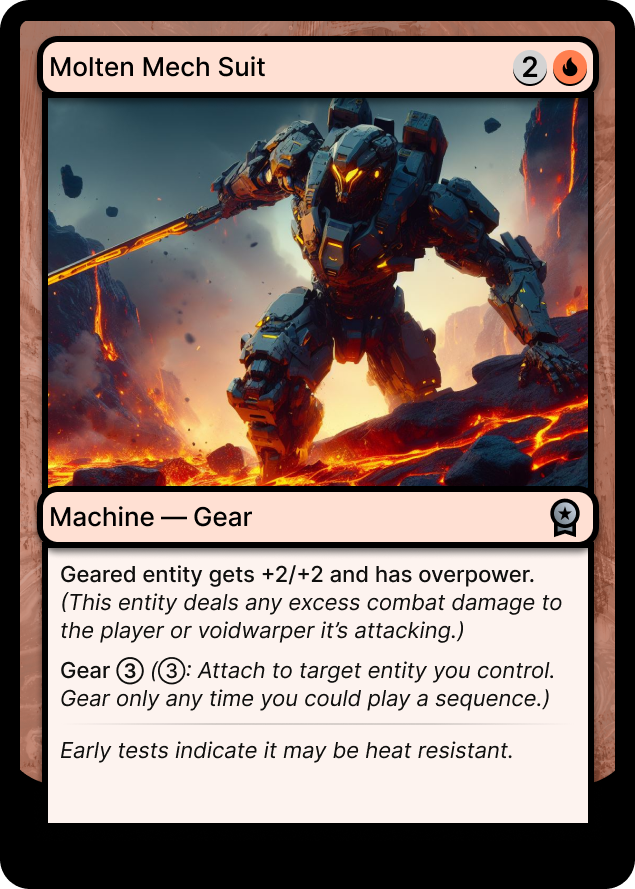 Molten Mech Suit 2
Machine — Gear
Geared entity gets +2/+2 and has overpower.
(This entity deals any excess combat damage to
the player or voidwarper it’s attacking.)
Gear ③ (③: Attach to target entity you control.
Gear only any time you could play a sequence.)
Early tests indicate it may be heat resistant.